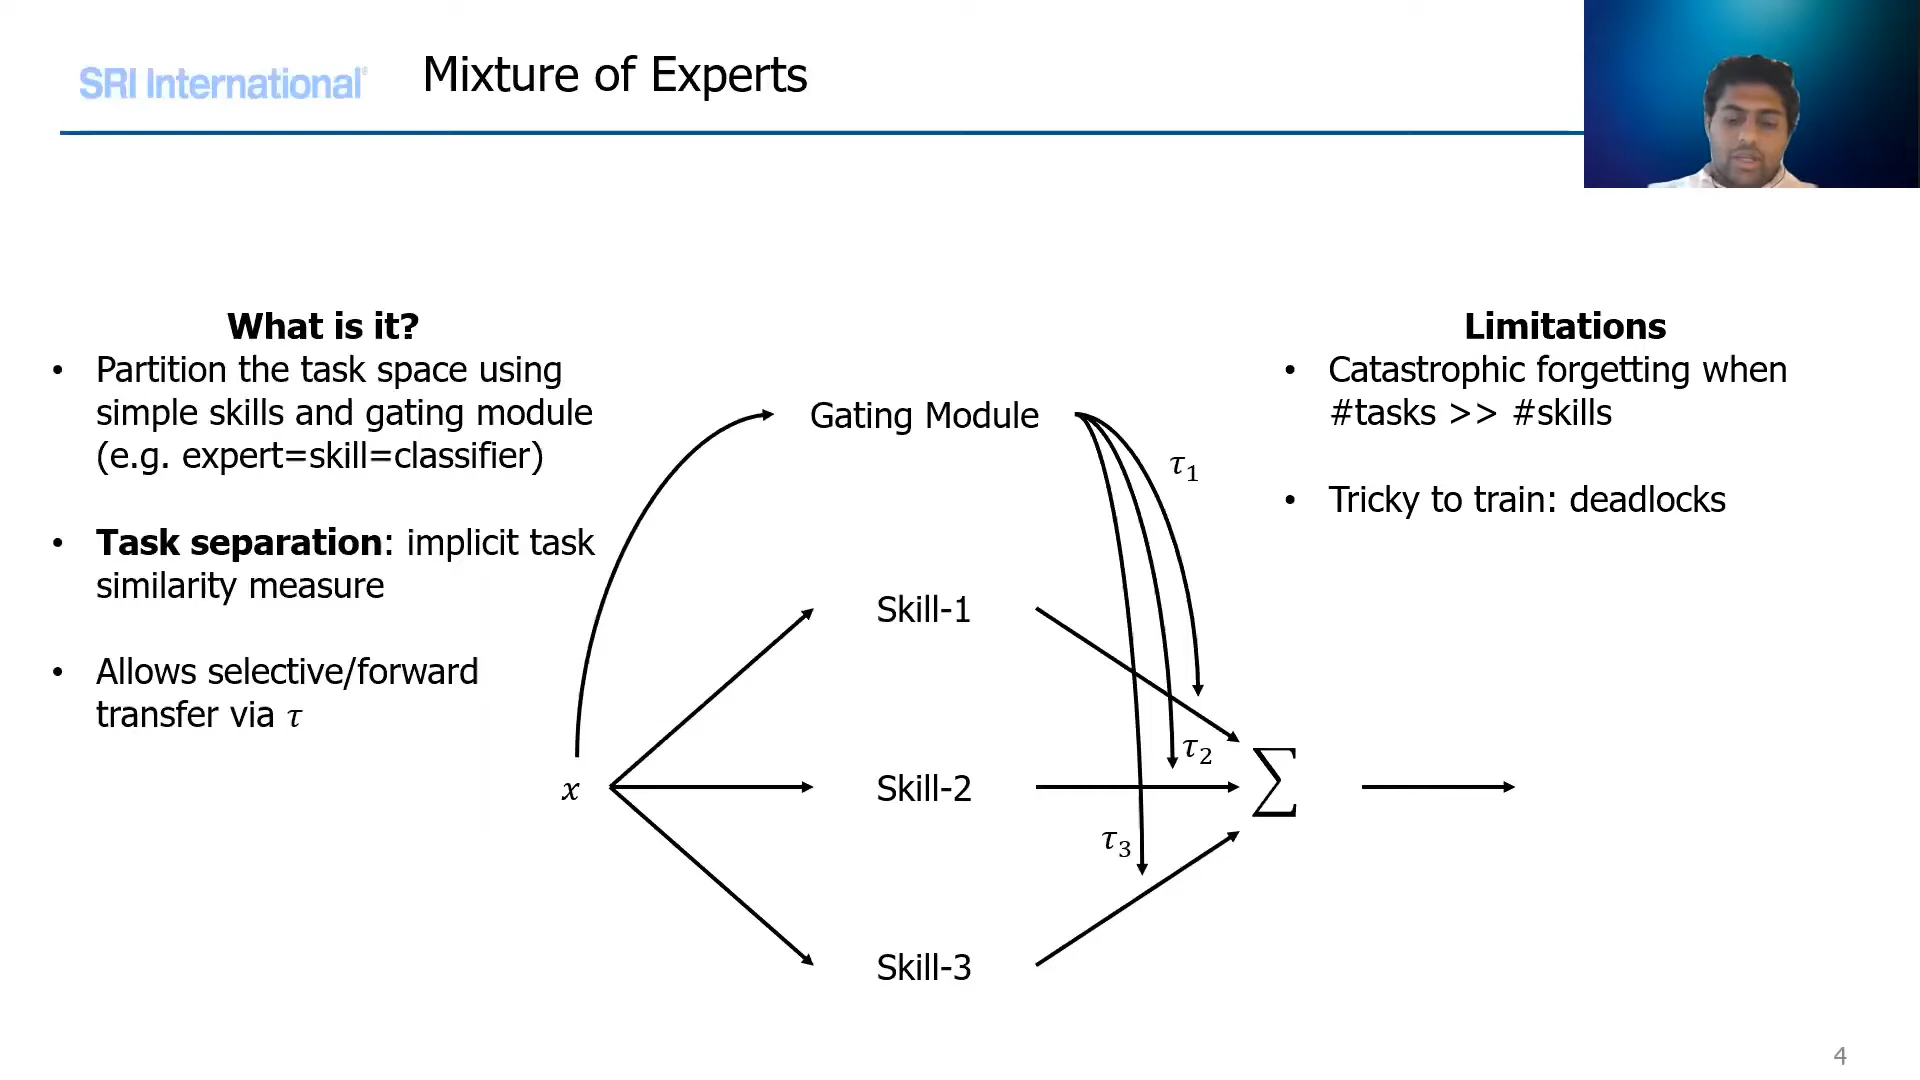 SRI International®
Mixture of Experts
What is it?
• Partition the task space using
simple skills and gating module
(e.g. expert=skill=classifier)
• Task separation: implicit task
similarity measure
• Allows selective/forward
transfer via τ
Gating Module
τ1
Skill-1
x
Skill-2
τ2
∑
τ3
Skill-3
Limitations
• Catastrophic forgetting when
#tasks >> #skills
• Tricky to train: deadlocks
4